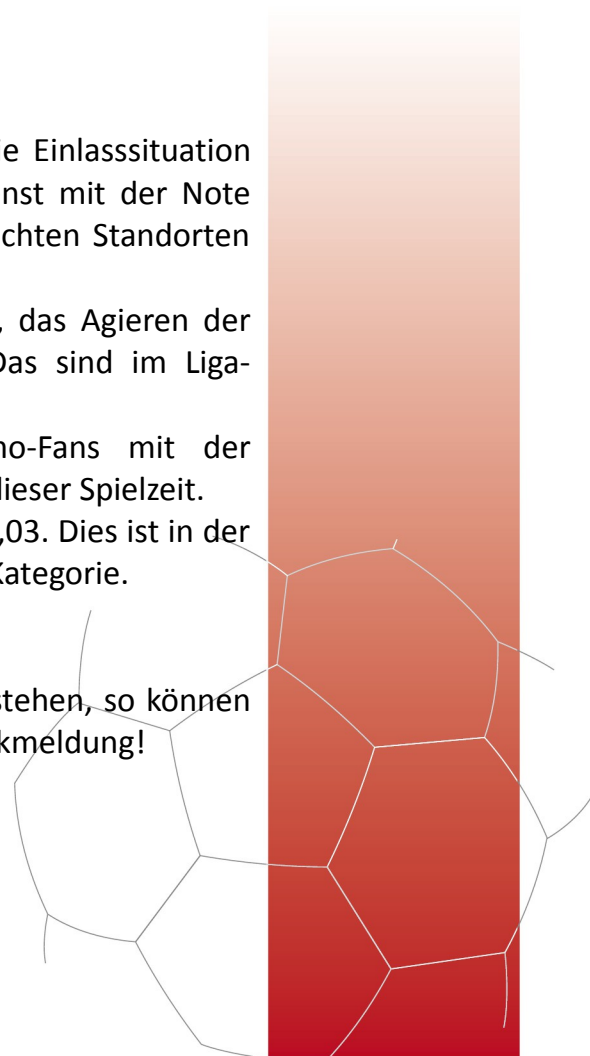 ie Einlasssituation
nst mit der Note
chten Standorten
, das Agieren der
Das sind im Liga-
no-Fans mit der
dieser Spielzeit.
,03. Dies ist in der
Kategorie.
stehen, so können
kmeldung!